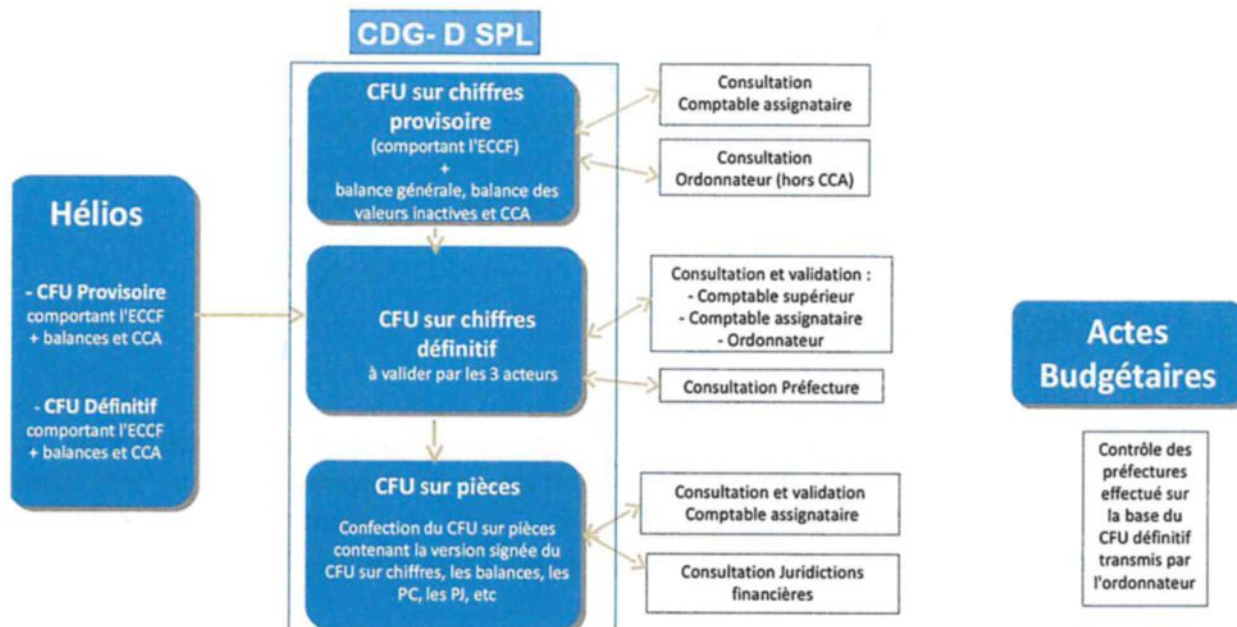 CDG- D SPL
Hélios
- CFU Provisoire
comportant l'ECCF
+ balances et CCA
- CFU Définitif
comportant l'ECCF
+ balances et CCA
CFU sur chiffres
provisoire
(comportant l'ECCF)
+
balance générale, balance des
valeurs inactives et CCA
Consultation
Comptable assignataire
Consultation
Ordonnateur (hors CCA)
CFU sur chiffres
définitif
à valider par les 3 acteurs
Consultation et validation :
- Comptable supérieur
- Comptable assignataire
- Ordonnateur
Consultation Préfecture
CFU sur pièces
Confection du CFU sur pièces
contenant la version signée du
CFU sur chiffres, les balances, les
PC, les PJ, etc
Consultation et validation
Comptable assignataire
Consultation Juridictions
financières
Actes
Budgétaires
Contrôle des
préfectures
effectué sur
la base du
CFU définitif
transmis par
l'ordonnateur